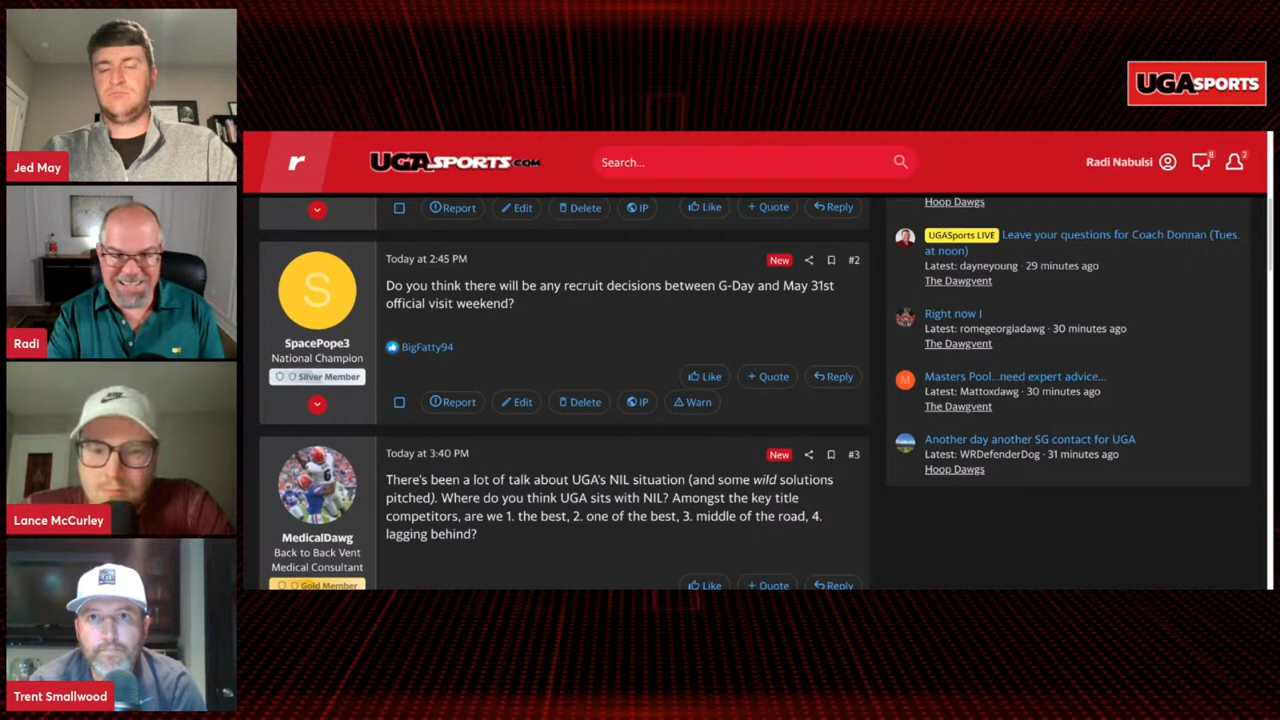 Jed May
Radi
Lance McCurley
Trent Smallwood
UGASPORTS
r
UGASPORTS.COM
Search...
Radi Nabulsi
8
2
Report
Edit
Delete
IP
Like
+ Quote
Reply
S
SpacePope3
National Champion
Silver Member
Today at 2:45 PM
New
#2
Do you think there will be any recruit decisions between G-Day and May 31st
official visit weekend?
BigFatty94
Like
+ Quote
Reply
Report
Edit
Delete
IP
Warn
MedicalDawg
Back to Back Vent
Medical Consultant
Gold Member
Today at 3:40 PM
New
#3
There's been a lot of talk about UGA's NIL situation (and some wild solutions
pitched). Where do you think UGA sits with NIL? Amongst the key title
competitors, are we 1. the best, 2. one of the best, 3. middle of the road, 4.
lagging behind?
Like
+ Quote
Reply
Hoop Dawgs
UGASports LIVE Leave your questions for Coach Donnan (Tues.
at noon)
Latest: dayneyoung · 29 minutes ago
The Dawgvent
Right now I
Latest: romegeorgiadawg · 30 minutes ago
The Dawgvent
M
Masters Pool...need expert advice...
Latest: Mattoxdawg · 30 minutes ago
The Dawgvent
Another day another SG contact for UGA
Latest: WRDefenderDog · 31 minutes ago
Hoop Dawgs